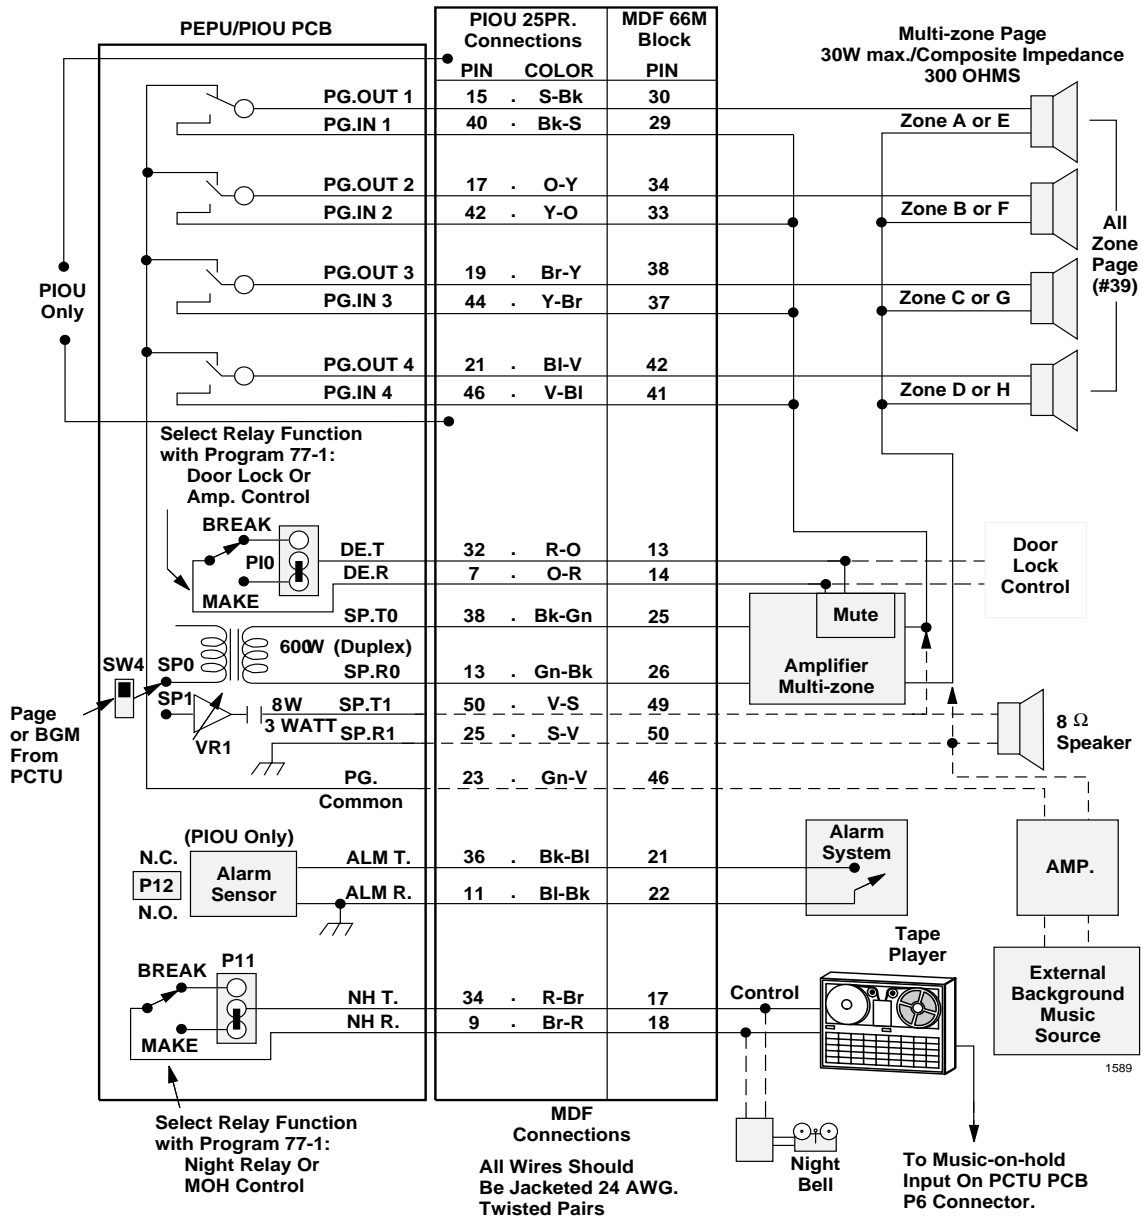 PEPU/PIOU PCB
PIOU 25PR.
Connections
MDF 66M
Block
PIN COLOR PIN
Multi-zone Page
30W max./Composite Impedance
300 OHMS
PG.OUT 1 15 . S-Bk 30
PG.IN 1 40 . Bk-S 29
Zone A or E
PG.OUT 2 17 . O-Y 34
PG.IN 2 42 . Y-O 33
Zone B or F
PG.OUT 3 19 . Br-Y 38
PG.IN 3 44 . Y-Br 37
Zone C or G
PG.OUT 4 21 . Bl-V 42
PG.IN 4 46 . V-Bl 41
Zone D or H
All
Zone
Page
(#39)
PIOU
Only
Select Relay Function
with Program 77-1:
Door Lock Or
Amp. Control
BREAK
PI0
MAKE
DE.T 32 . R-O 13
DE.R 7 . O-R 14
Door
Lock
Control
SP.T0 38 . Bk-Gn 25
Mute
600W (Duplex)
SP.R0 13 . Gn-Bk 26
Amplifier
Multi-zone
SW4
SP0
SP1
8W
3 WATT
VR1
SP.T1 50 . V-S 49
SP.R1 25 . S-V 50
8 Ω
Speaker
Page
or BGM
From
PCTU
PG.
Common
23 . Gn-V 46
(PIOU Only)
N.C.
P12
N.O.
Alarm
Sensor
ALM T. 36 . Bk-Bl 21
ALM R. 11 . Bl-Bk 22
Alarm
System
AMP.
Tape
Player
External
Background
Music
Source
1589
BREAK
P11
MAKE
NH T. 34 . R-Br 17
NH R. 9 . Br-R 18
Control
Select Relay Function
with Program 77-1:
Night Relay Or
MOH Control
MDF
Connections
All Wires Should
Be Jacketed 24 AWG.
Twisted Pairs
Night
Bell
To Music-on-hold
Input On PCTU PCB
P6 Connector.